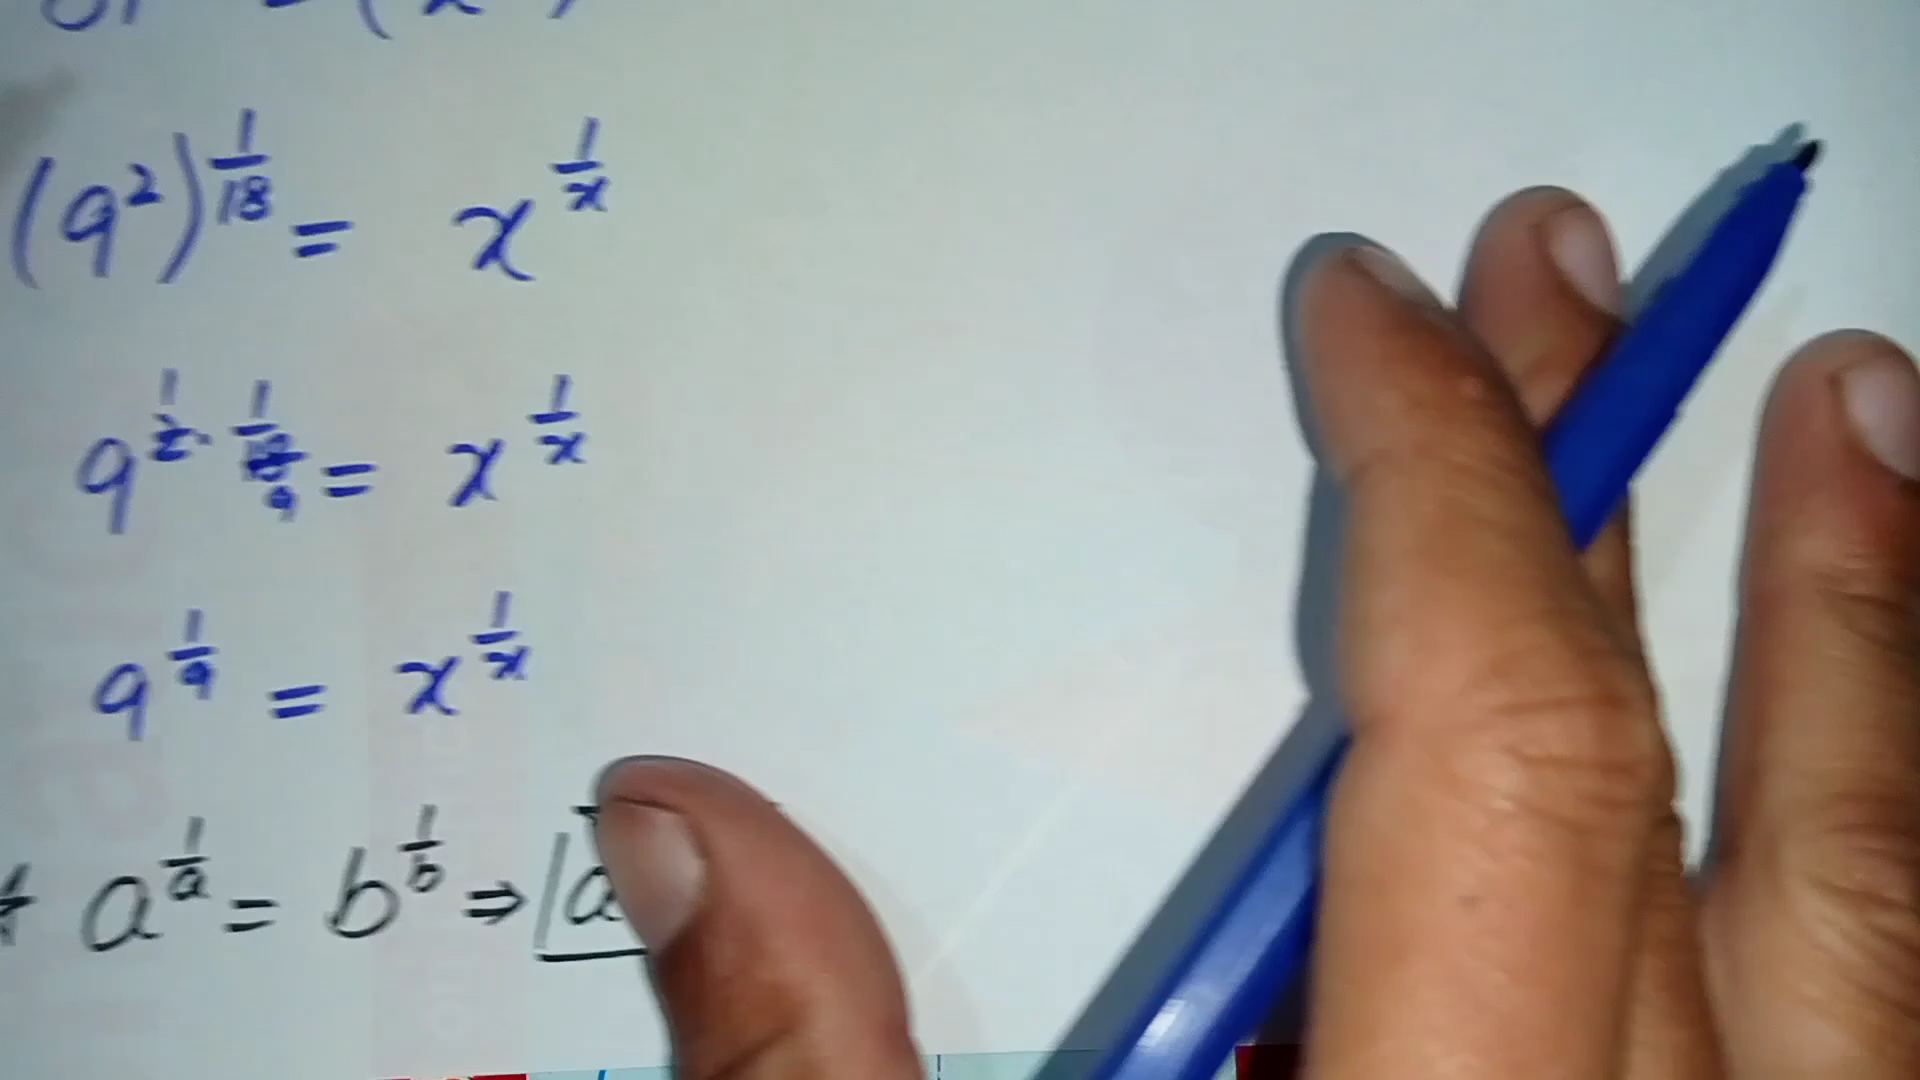 (9²)^(1/18) = x^(1/x)
9^(2 · 1/18) = x^(1/x)
9^(1/9) = x^(1/x)
a^(1/a) = b^(1/b) ⇒ a